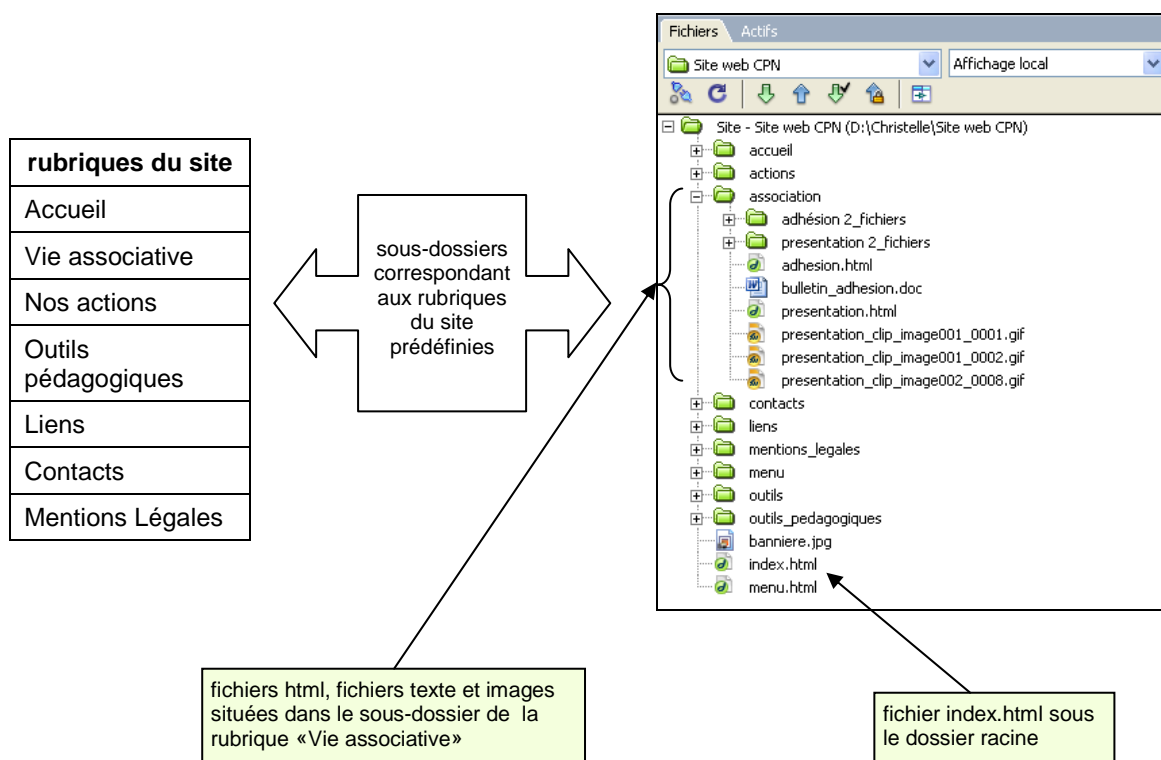 rubriques du site
Accueil
Vie associative
Nos actions
Outils
pédagogiques
Liens
Contacts
Mentions Légales
sous-dossiers
correspondant
aux rubriques
du site
prédéfinies
Fichiers Actifs
Site web CPN Affichage local
Site - Site web CPN (D:\Christelle\Site web CPN)
accueil
actions
association
adhésion 2_fichiers
presentation 2_fichiers
adhesion.html
bulletin_adhesion.doc
presentation.html
presentation_clip_image001_0001.gif
presentation_clip_image001_0002.gif
presentation_clip_image002_0008.gif
contacts
liens
mentions_legales
menu
outils
outils_pedagogiques
banniere.jpg
index.html
menu.html
fichiers html, fichiers texte et images
situées dans le sous-dossier de la
rubrique «Vie associative»
fichier index.html sous
le dossier racine